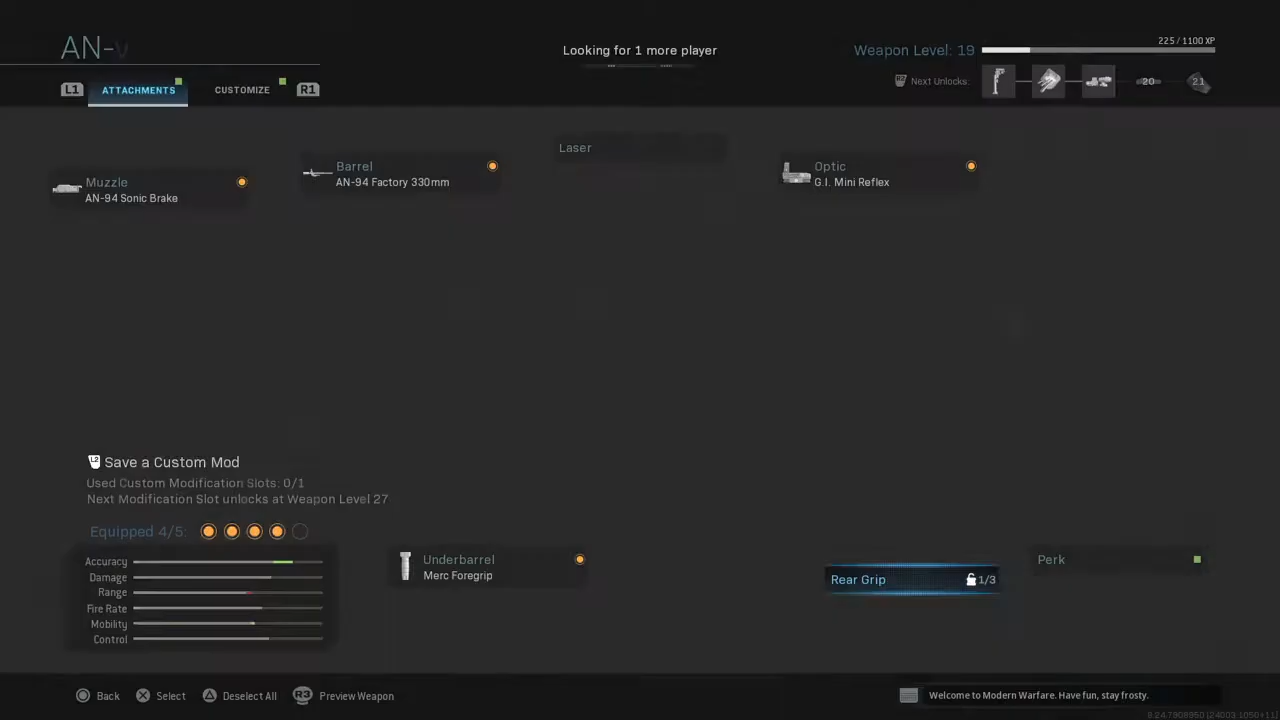 AN-
Looking for 1 more player
Weapon Level: 19
225 / 1100 XP
L1 ATTACHMENTS CUSTOMIZE R1
Next Unlocks: 20 21
Laser
Barrel
AN-94 Factory 330mm
Optic
G.I. Mini Reflex
Muzzle
AN-94 Sonic Brake
L2 Save a Custom Mod
Used Custom Modification Slots: 0/1
Next Modification Slot unlocks at Weapon Level 27
Equipped 4/5:
Accuracy
Damage
Range
Fire Rate
Mobility
Control
Underbarrel
Merc Foregrip
Rear Grip 1/3
Perk
Back Select Deselect All R3 Preview Weapon
Welcome to Modern Warfare. Have fun, stay frosty.